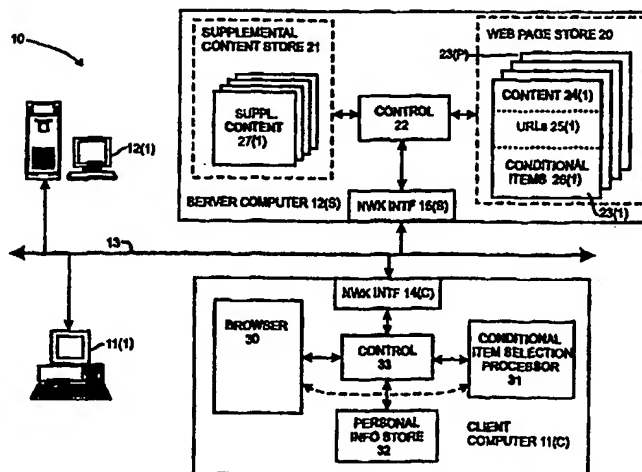 10
SUPPLEMENTAL
CONTENT STORE 21
SUPPL.
CONTENT
27(1)
CONTROL
22
WEB PAGE STORE 20
23(P)
CONTENT 24(1)
URLs 25(1)
CONDITIONAL
ITEMS 26(1)
23(1)
SERVER COMPUTER 12(S)
NWK INTF 15(S)
12(1)
13
11(1)
NWK INTF 14(C)
BROWSER
30
CONTROL
33
CONDITIONAL
ITEM SELECTION
PROCESSOR
31
PERSONAL
INFO STORE
32
CLIENT
COMPUTER 11(C)